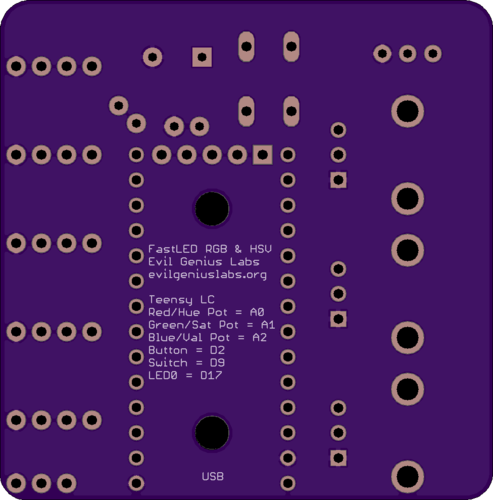 FastLED RGB & HSV
Evil Genius Labs
evilgeniuslabs.org
Teensy LC
Red/Hue Pot = A0
Green/Sat Pot = A1
Blue/Val Pot = A2
Button = D2
Switch = D9
LED0 = D17
USB